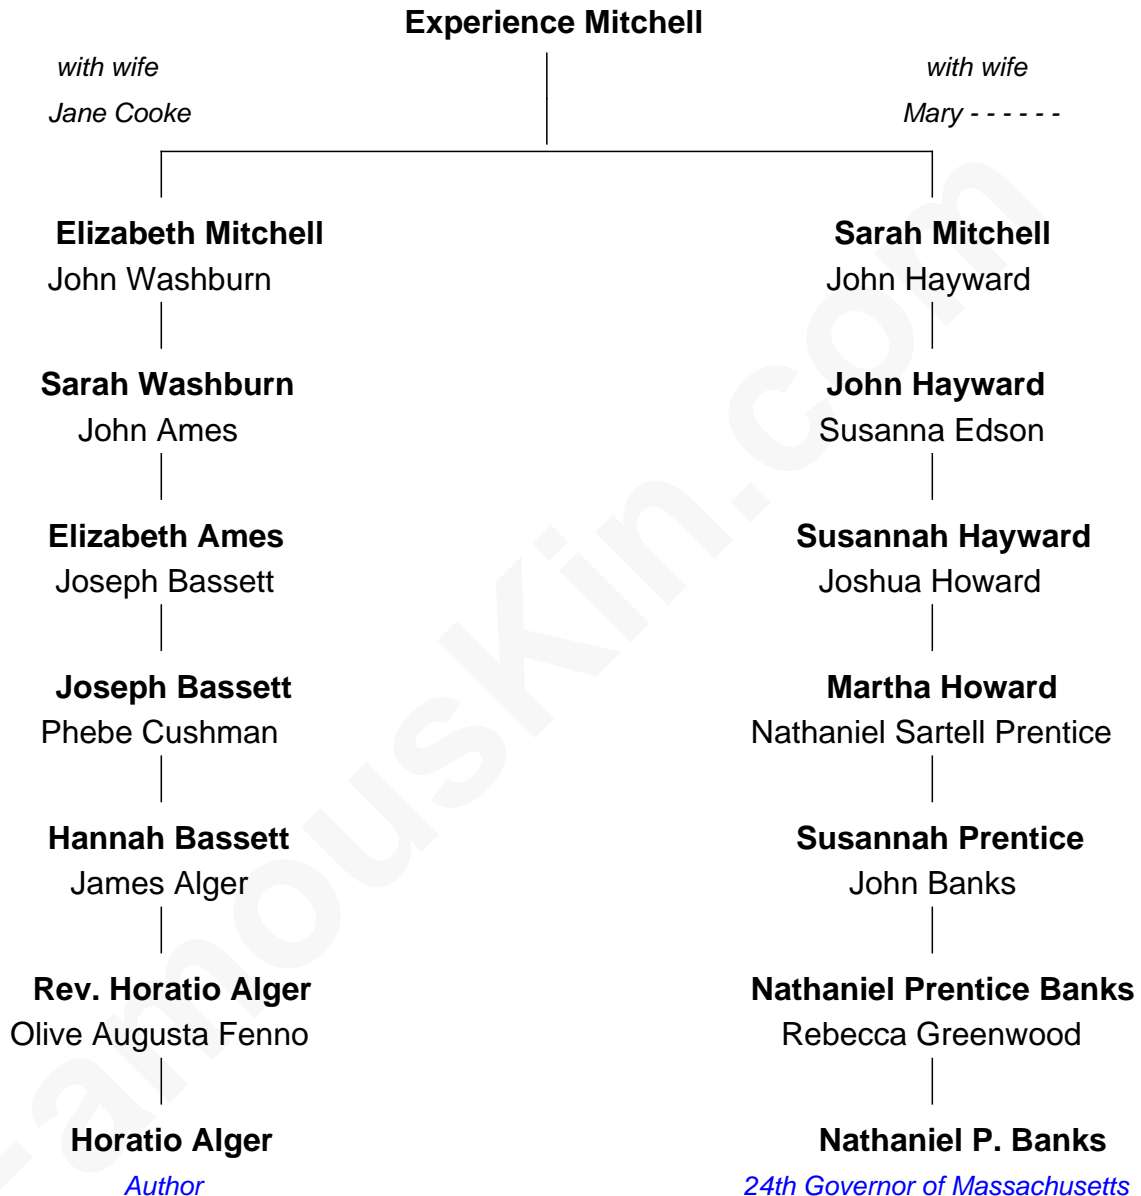 Experience Mitchell
with wife
Jane Cooke
with wife
Mary - - - - - -
Elizabeth Mitchell
John Washburn
Sarah Mitchell
John Hayward
Sarah Washburn
John Ames
John Hayward
Susanna Edson
Elizabeth Ames
Joseph Bassett
Susannah Hayward
Joshua Howard
Joseph Bassett
Phebe Cushman
Martha Howard
Nathaniel Sartell Prentice
Hannah Bassett
James Alger
Susannah Prentice
John Banks
Rev. Horatio Alger
Olive Augusta Fenno
Nathaniel Prentice Banks
Rebecca Greenwood
Horatio Alger
Author
Nathaniel P. Banks
24th Governor of Massachusetts
FamousKin.com